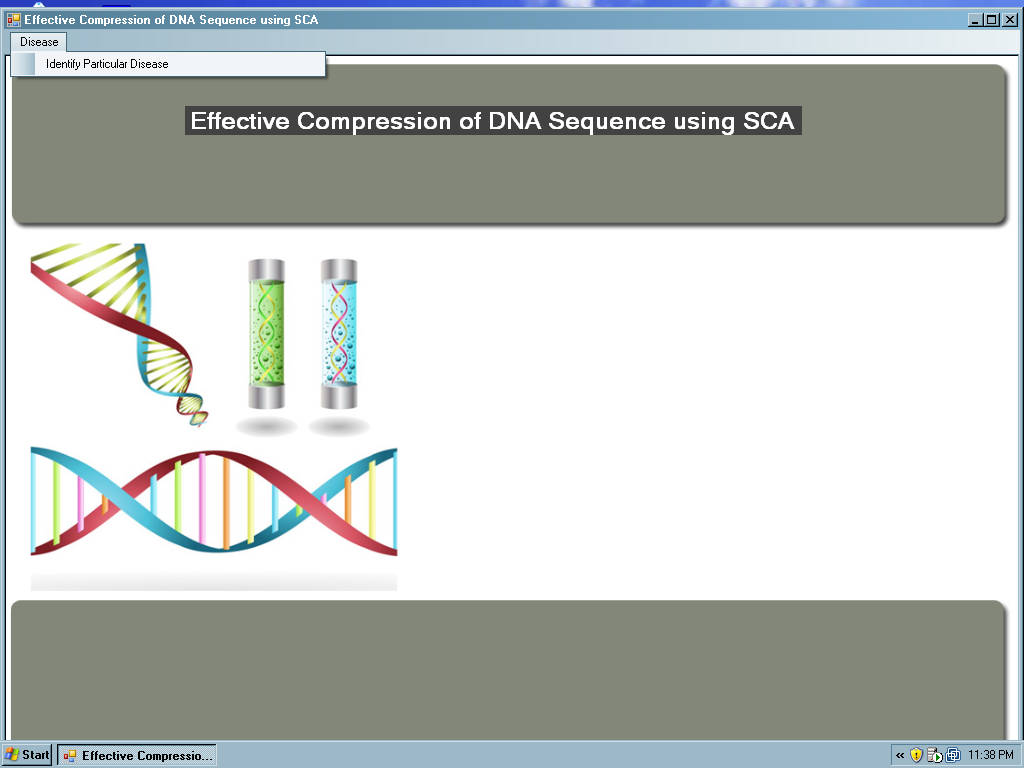 Effective Compression of DNA Sequence using SCA
Disease
Identify Particular Disease
Effective Compression of DNA Sequence using SCA
Start
Effective Compressio...
«
11:38 PM